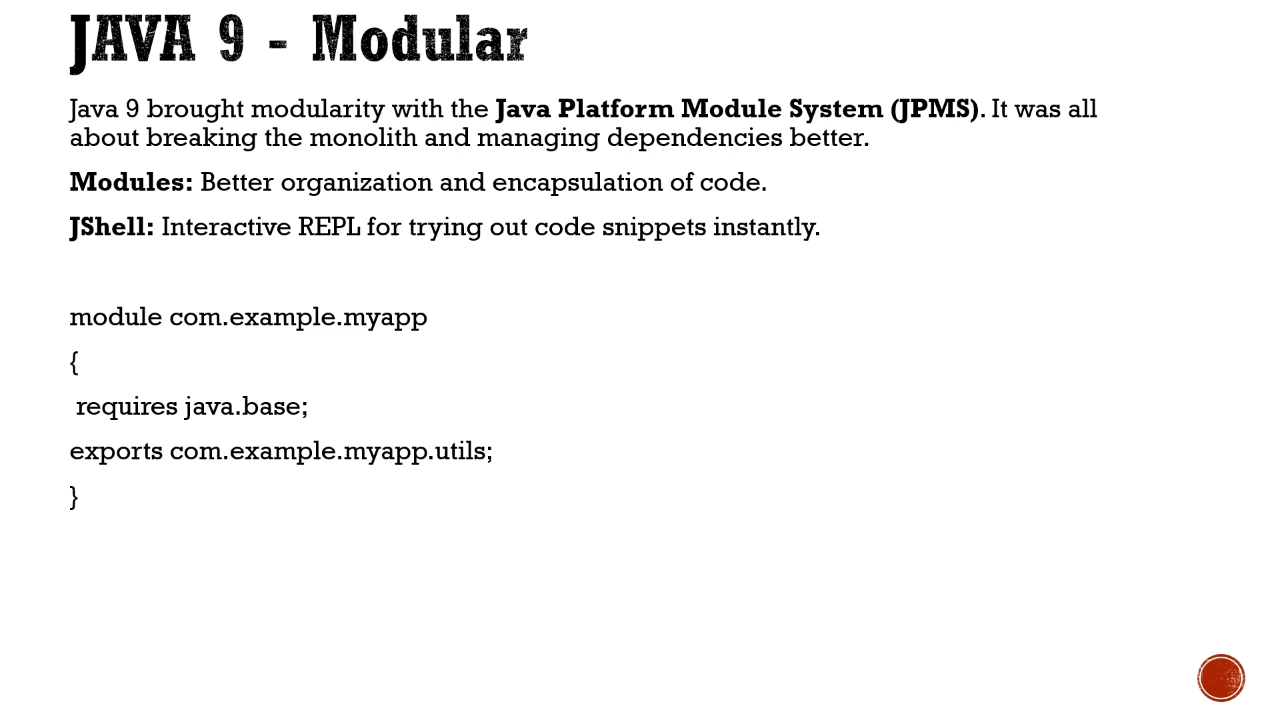 JAVA 9 - Modular
Java 9 brought modularity with the Java Platform Module System (JPMS). It was all
about breaking the monolith and managing dependencies better.
Modules: Better organization and encapsulation of code.
JShell: Interactive REPL for trying out code snippets instantly.
module com.example.myapp
{
requires java.base;
exports com.example.myapp.utils;
}